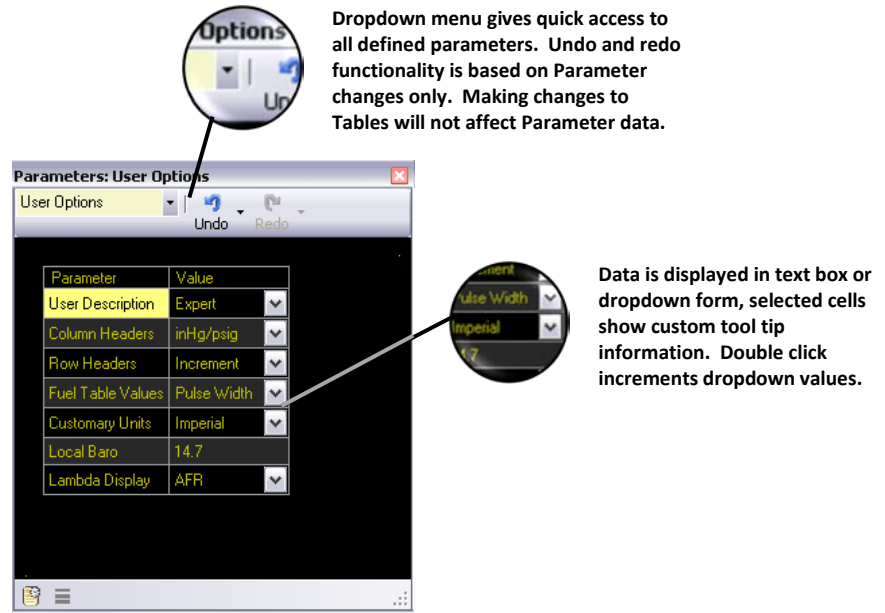 Options
Un
Dropdown menu gives quick access to
all defined parameters.  Undo and redo
functionality is based on Parameter
changes only.  Making changes to
Tables will not affect Parameter data.
Parameters: User Options
User Options
Undo Redo
Parameter Value
User Description Expert
Column Headers inHg/psig
Row Headers Increment
Fuel Table Values Pulse Width
Customary Units Imperial
Local Baro 14.7
Lambda Display AFR
ement
ulse Width
Imperial
4.7
Data is displayed in text box or
dropdown form, selected cells
show custom tool tip
information.  Double click
increments dropdown values.